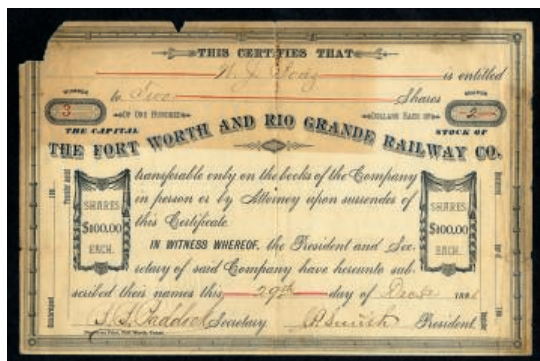 THIS CERTIFIES THAT
W. J. is entitled
NUMBER
3
to Two Shares
NUMBER
2
OF ONE HUNDRED DOLLARS EACH OF
THE CAPITAL STOCK OF
THE FORT WORTH AND RIO GRANDE RAILWAY CO.
transferable only on the books of the Company
in person or by Attorney upon surrender of
this Certificate.
IN WITNESS WHEREOF, the President and Sec-
retary of said Company have hereunto sub-
scribed their names this 29th day of Dec 188
Secretary. Smith President.
SHARES
$100.00
EACH.
SHARES
$100.00
EACH.